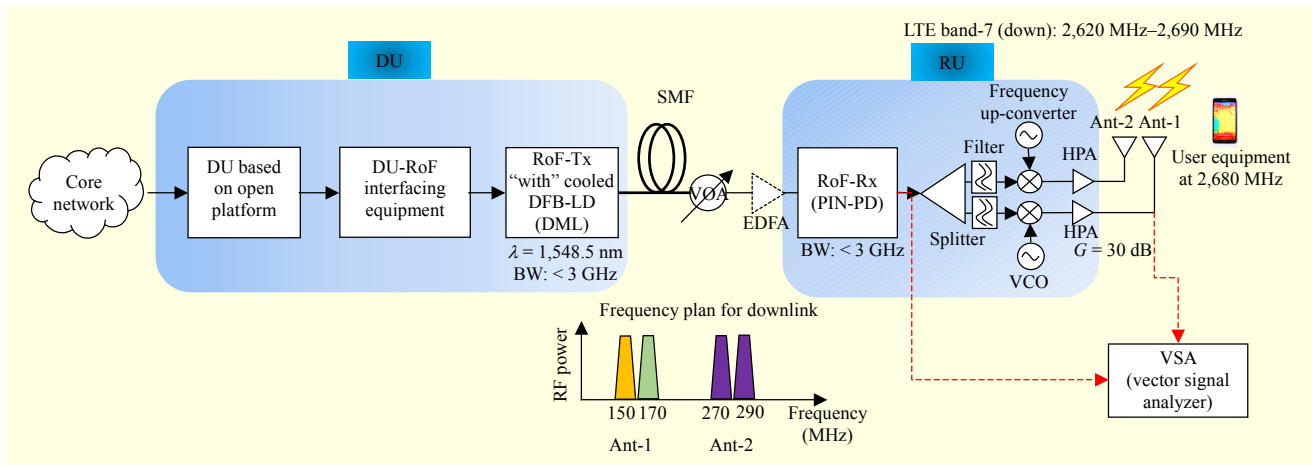 LTE band-7 (down): 2,620 MHz–2,690 MHz
DU
RU
Core
network
DU based
on open
platform
DU-RoF
interfacing
equipment
RoF-Tx
“with” cooled
DFB-LD
(DML)
λ = 1,548.5 nm
BW: < 3 GHz
SMF
VOA
EDFA
RoF-Rx
(PIN-PD)
BW: < 3 GHz
Splitter
Filter
Frequency
up-converter
VCO
HPA
HPA
G = 30 dB
Ant-2 Ant-1
User equipment
at 2,680 MHz
VSA
(vector signal
analyzer)
Frequency plan for downlink
RF power
150 170 270 290
Frequency
(MHz)
Ant-1 Ant-2